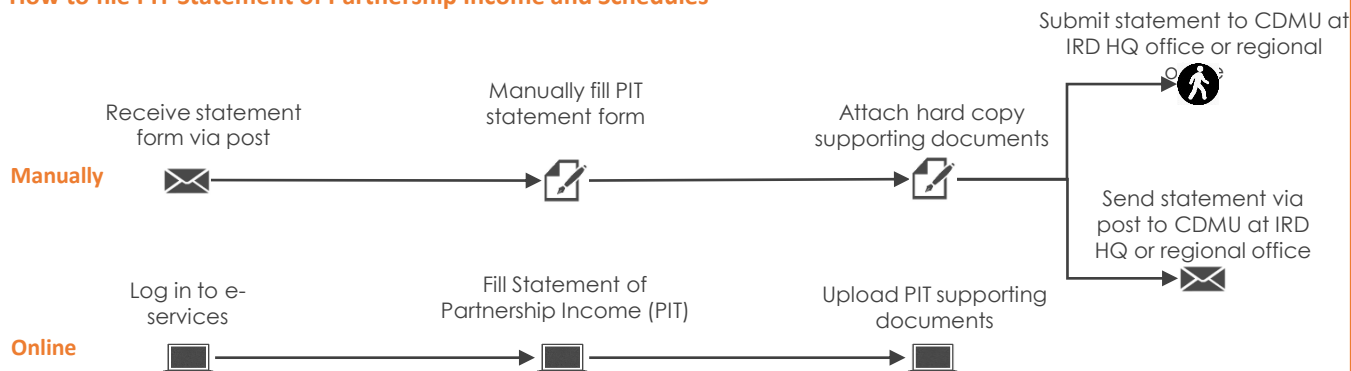 How to file PIT Statement of Partnership Income and Schedules
Submit statement to CDMU at
IRD HQ office or regional
Manually fill PIT
statement form
Receive statement
form via post
Attach hard copy
supporting documents
Manually
Send statement via
post to CDMU at IRD
HQ or regional office
Log in to e-
services
Fill Statement of
Partnership Income (PIT)
Upload PIT supporting
documents
Online